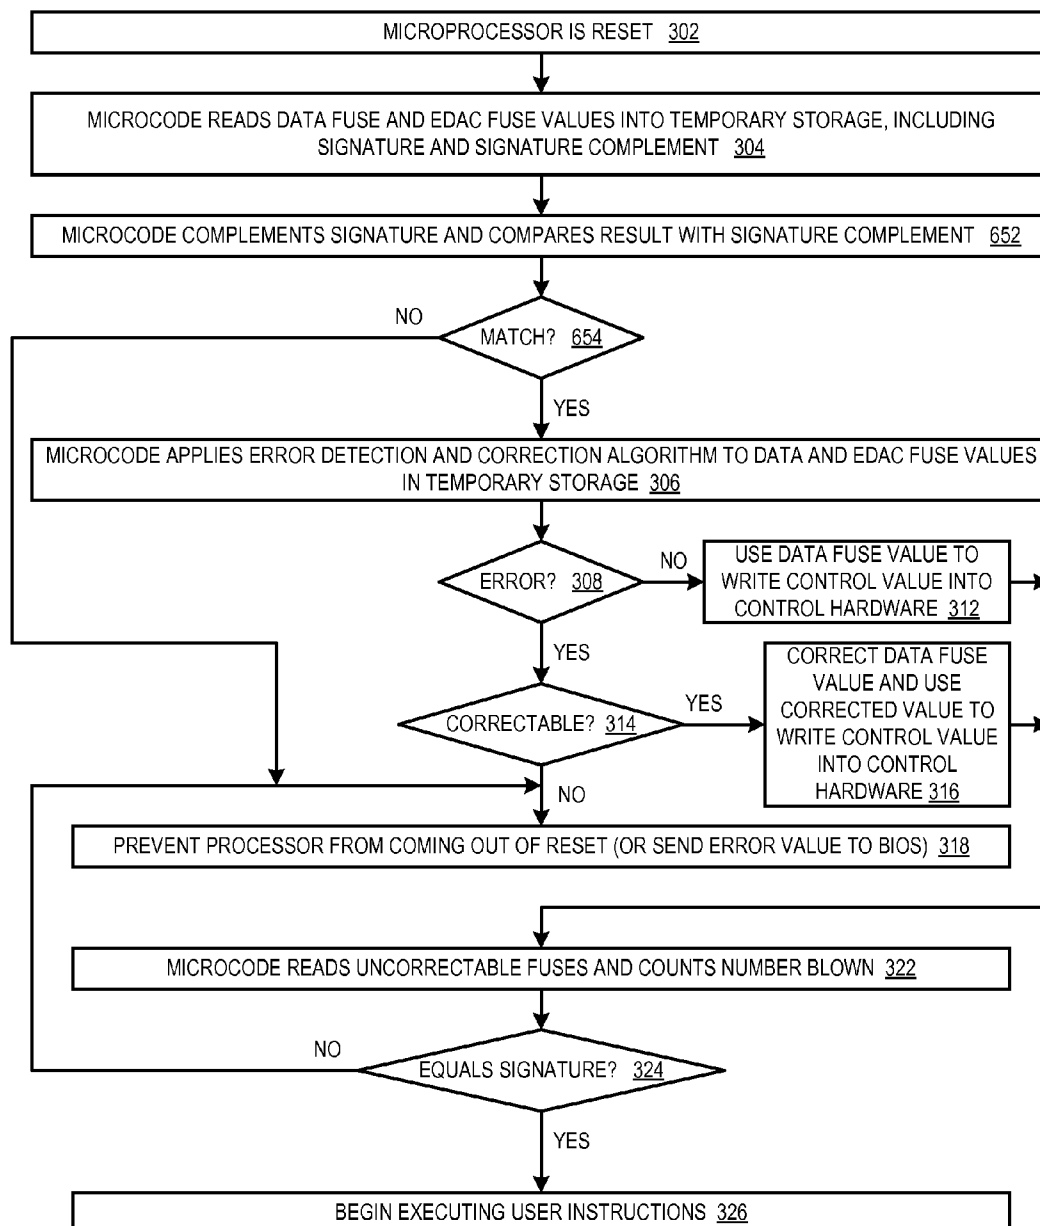 MICROPROCESSOR IS RESET 302
MICROCODE READS DATA FUSE AND EDAC FUSE VALUES INTO TEMPORARY STORAGE, INCLUDING
SIGNATURE AND SIGNATURE COMPLEMENT 304
MICROCODE COMPLEMENTS SIGNATURE AND COMPARES RESULT WITH SIGNATURE COMPLEMENT 652
NO
MATCH? 654
YES
MICROCODE APPLIES ERROR DETECTION AND CORRECTION ALGORITHM TO DATA AND EDAC FUSE VALUES
IN TEMPORARY STORAGE 306
ERROR? 308
NO
USE DATA FUSE VALUE TO
WRITE CONTROL VALUE INTO
CONTROL HARDWARE 312
YES
CORRECTABLE? 314
YES
CORRECT DATA FUSE
VALUE AND USE
CORRECTED VALUE TO
WRITE CONTROL VALUE
INTO CONTROL
HARDWARE 316
NO
PREVENT PROCESSOR FROM COMING OUT OF RESET (OR SEND ERROR VALUE TO BIOS) 318
MICROCODE READS UNCORRECTABLE FUSES AND COUNTS NUMBER BLOWN 322
NO
EQUALS SIGNATURE? 324
YES
BEGIN EXECUTING USER INSTRUCTIONS 326